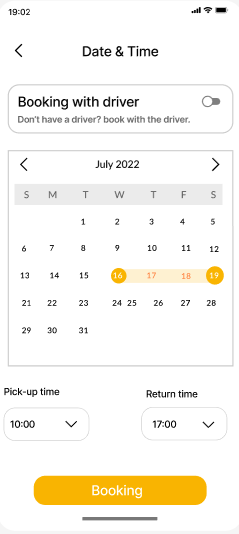 19:02
Date & Time
Booking with driver
Don't have a driver? book with the driver.
July 2022
S M T W T F S
1 2 3 4 5
6 7 8 9 10 11 12
13 14 15 16 17 18 19
21 22 23 24 25 26 27 28
29 30 31
Pick-up time Return time
10:00 17:00
Booking